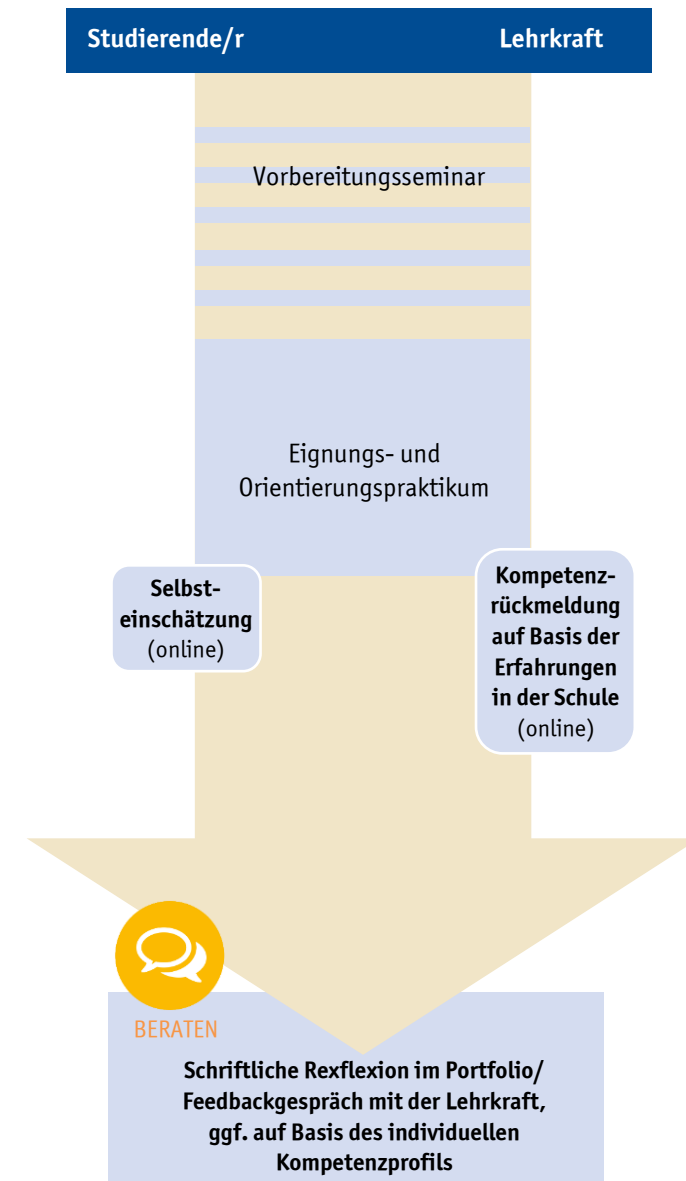 Studierende/r Lehrkraft
Vorbereitungsseminar
Eignungs- und
Orientierungspraktikum
Selbst-
einschätzung
(online)
Kompetenz-
rückmeldung
auf Basis der
Erfahrungen
in der Schule
(online)
BERATEN
Schriftliche Rexflexion im Portfolio/
Feedbackgespräch mit der Lehrkraft,
ggf. auf Basis des individuellen
Kompetenzprofils